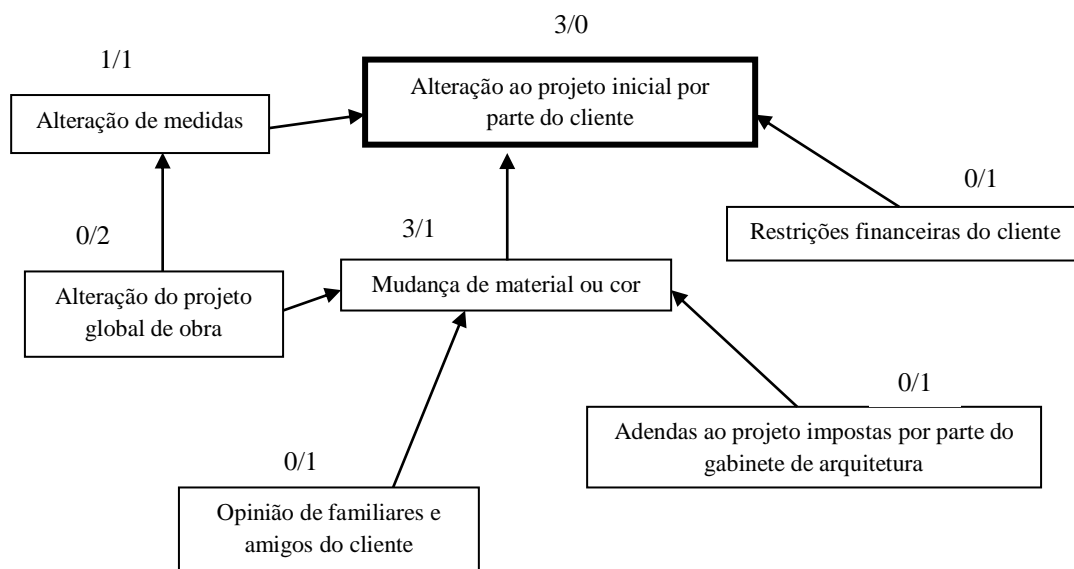 3/0
1/1
Alteração ao projeto inicial por
parte do cliente
Alteração de medidas
0/1
Restrições financeiras do cliente
0/2
3/1
Mudança de material ou cor
Alteração do projeto
global de obra
0/1
Adendas ao projeto impostas por parte do
gabinete de arquitetura
0/1
Opinião de familiares e
amigos do cliente